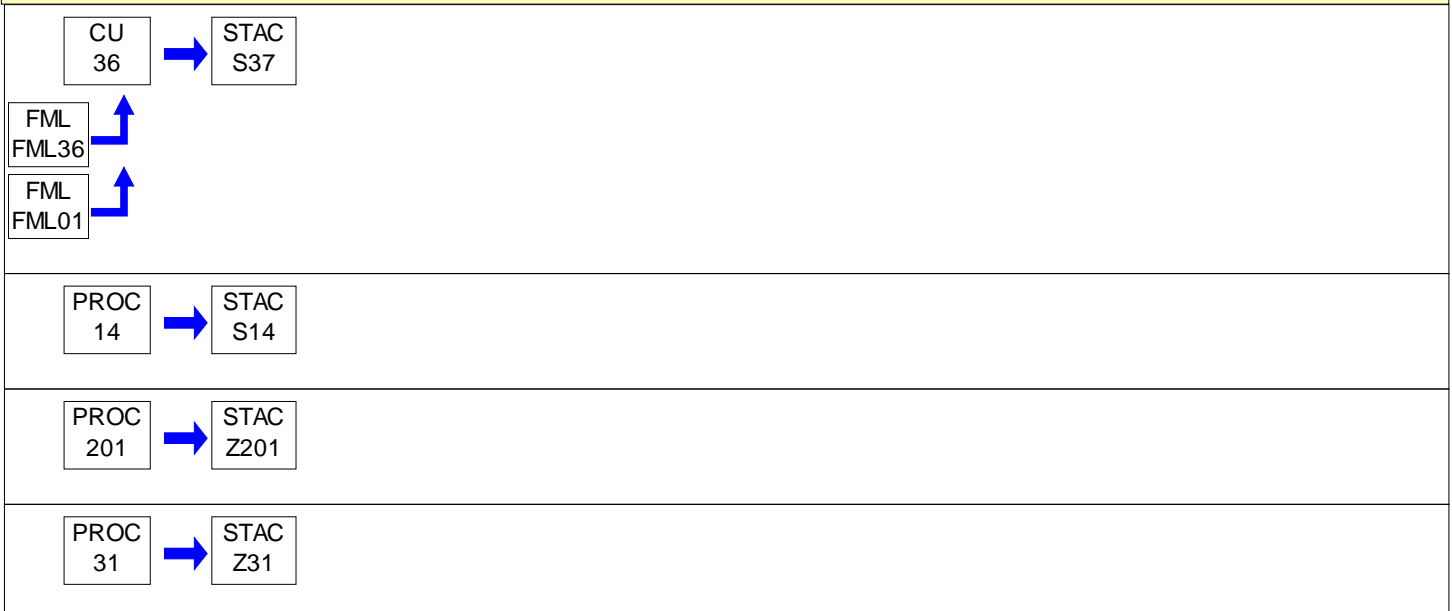 CU
36
STAC
S37
FML
FML36
FML
FML01
PROC
14
STAC
S14
PROC
201
STAC
Z201
PROC
31
STAC
Z31